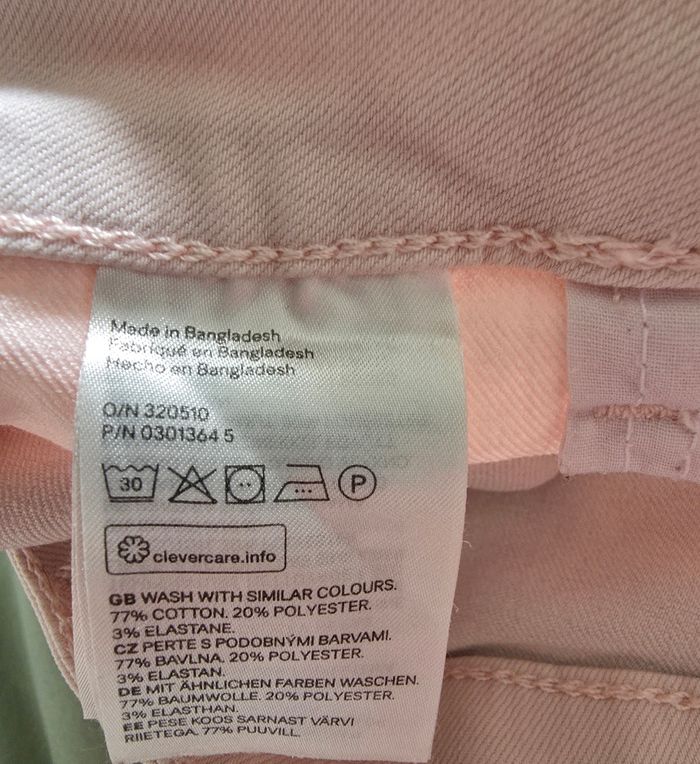 Made in Bangladesh
Fabriqué en Bangladesh
Hecho en Bangladesh
O/N 320510
P/N 0301364 5
30 P
clevercare.info
GB WASH WITH SIMILAR COLOURS.
77% COTTON. 20% POLYESTER.
3% ELASTANE.
CZ PERTE S PODOBNÝMI BARVAMI.
77% BAVLNA. 20% POLYESTER.
3% ELASTAN.
DE MIT ÄHNLICHEN FARBEN WASCHEN.
77% BAUMWOLLE. 20% POLYESTER.
3% ELASTHAN.
EE PESE KOOS SARNAST VÄRVI
RIIETEGA. 77% PUUVILL.